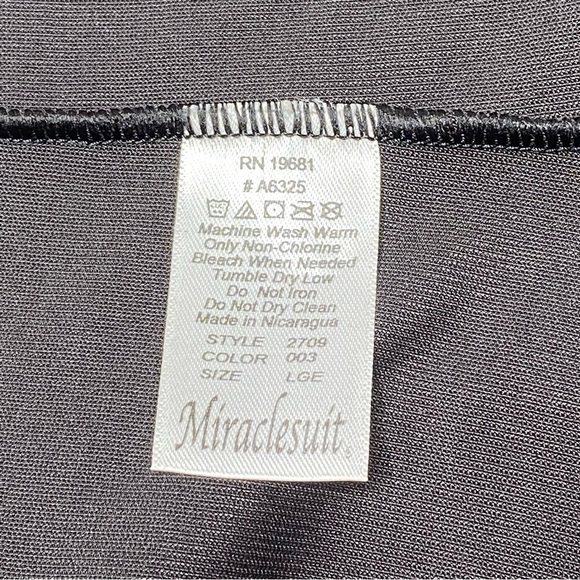 RN 19681
# A6325
Machine Wash Warm
Only Non-Chlorine
Bleach When Needed
Tumble Dry Low
Do Not Iron
Do Not Dry Clean
Made in Nicaragua
STYLE 2709
COLOR 003
SIZE LGE
Miraclesuit®